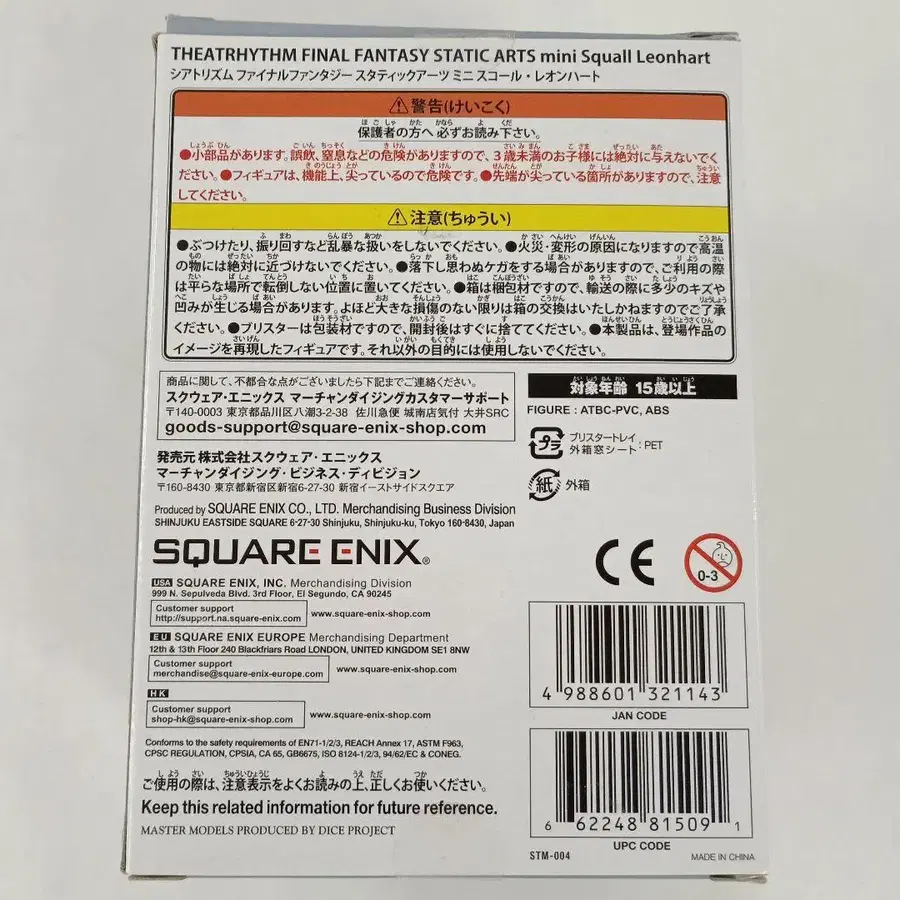 THEATRHYTHM FINAL FANTASY STATIC ARTS mini Squall Leonhart
シアトリズム ファイナルファンタジー スタティックアーツ ミニ スコール・レオンハート
⚠警告(けいこく)
保護者の方へ 必ずお読み下さい。
●小部品があります。誤飲、窒息などの危険がありますので、3歳未満のお子様には絶対に与えないでく
ださい。●フィギュアは、機能上、尖っているので危険です。●先端が尖っている箇所がありますので、注意
してください。
⚠注意(ちゅうい)
●ぶつけたり、振り回すなど乱暴な扱いをしないでください。●火災・変形の原因になりますので高温
の物には絶対に近づけないでください。●落下し思わぬケガをする場合がありますので、ご利用の際
は平らな場所で転倒しない位置に置いてください。●箱は梱包材ですので、輸送の際に多少のキズや
凹みが生じる場合があります。よほど大きな損傷のない限りは箱の交換はいたしかねますのでご了承
ください。●ブリスターは包装材ですので、開封後はすぐに捨ててください。●本製品は、登場作品の
イメージを再現したフィギュアです。それ以外の目的には使用しないでください。
商品に関して、不都合な点がございましたら下記までご連絡ください。
スクウェア・エニックス マーチャンダイジングカスタマーサポート
〒140-0003 東京都品川区八潮3-2-38 佐川急便 城南店気付 大井SRC
goods-support@square-enix-shop.com
対象年齢 15歳以上
FIGURE : ATBC-PVC, ABS
プラ ブリスタートレイ
外箱窓シート : PET
紙 外箱
発売元 株式会社スクウェア・エニックス
マーチャンダイジング・ビジネス・ディビジョン
〒160-8430 東京都新宿区新宿6-27-30 新宿イーストサイドスクエア
Produced by SQUARE ENIX CO., LTD. Merchandising Business Division
SHINJUKU EASTSIDE SQUARE 6-27-30 Shinjuku, Shinjuku-ku, Tokyo 160-8430, Japan
SQUARE ENIX®
CE
0-3
USA SQUARE ENIX, INC. Merchandising Division
999 N. Sepulveda Blvd. 3rd Floor, El Segundo, CA 90245
Customer support
http://support.na.square-enix.com
www.square-enix-shop.com
EU SQUARE ENIX EUROPE Merchandising Department
12th & 13th Floor 240 Blackfriars Road LONDON, UNITED KINGDOM SE1 8NW
Customer support
merchandise@square-enix-europe.com
www.square-enix-shop.com
HK
Customer support
shop-hk@square-enix-shop.com
www.square-enix-shop.com
Conforms to the safety requirements of EN71-1/2/3, REACH Annex 17, ASTM F963,
CPSC REGULATION, CPSIA, CA 65, GB6675, ISO 8124-1/2/3, 94/62/EC & CONEG.
ご使用の際は、注意表示をよくお読みの上、正しくお使いください。
Keep this related information for future reference.
MASTER MODELS PRODUCED BY DICE PROJECT
4 988601 321143
JAN CODE
6 62248 81509 1
UPC CODE
STM-004
MADE IN CHINA